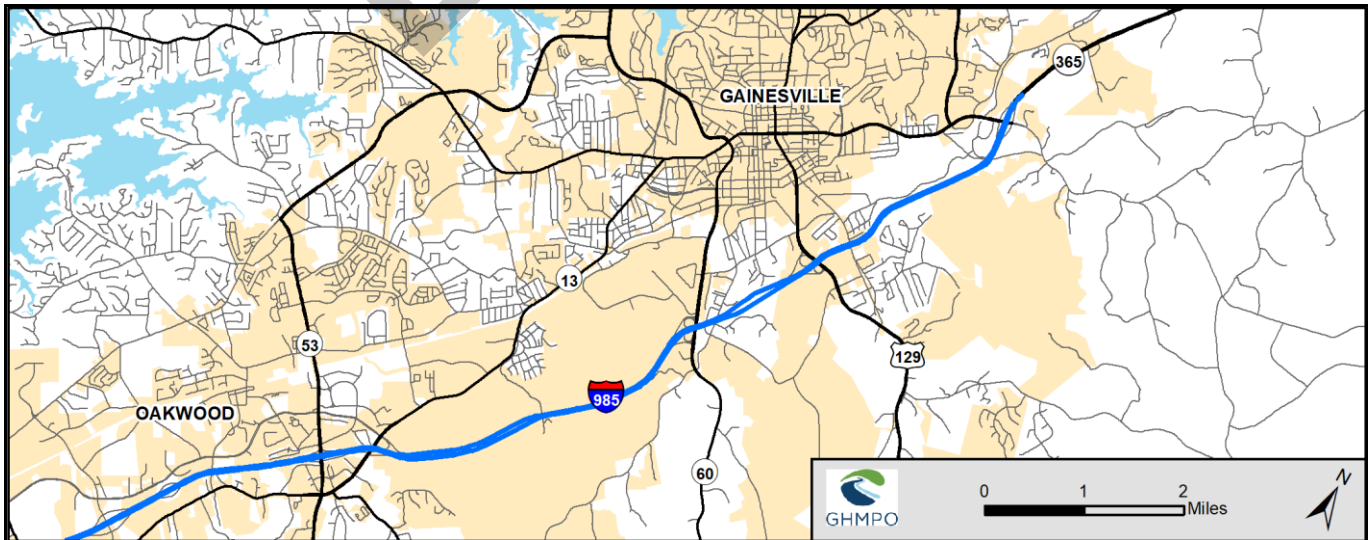 365
GAINESVILLE
13
53
129
985
OAKWOOD
60
GHMPO
0 1 2
Miles
N